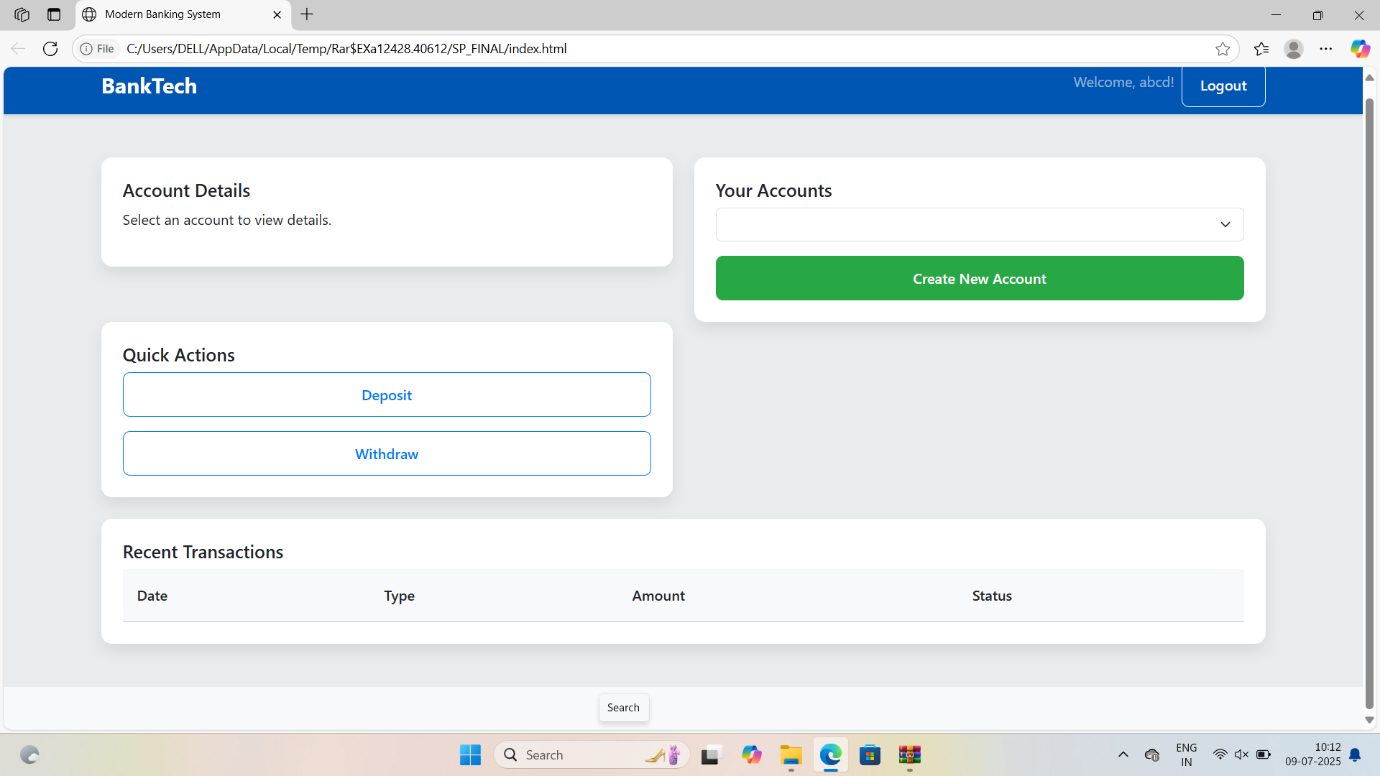 Modern Banking System
File
C:/Users/DELL/AppData/Local/Temp/Rar$EXa12428.40612/SP_FINAL/index.html
BankTech
Welcome, abcd!
Logout
Account Details
Select an account to view details.
Your Accounts
Create New Account
Quick Actions
Deposit
Withdraw
Recent Transactions
Date Type Amount Status
Search
Search
ENG
IN
10:12
09-07-2025